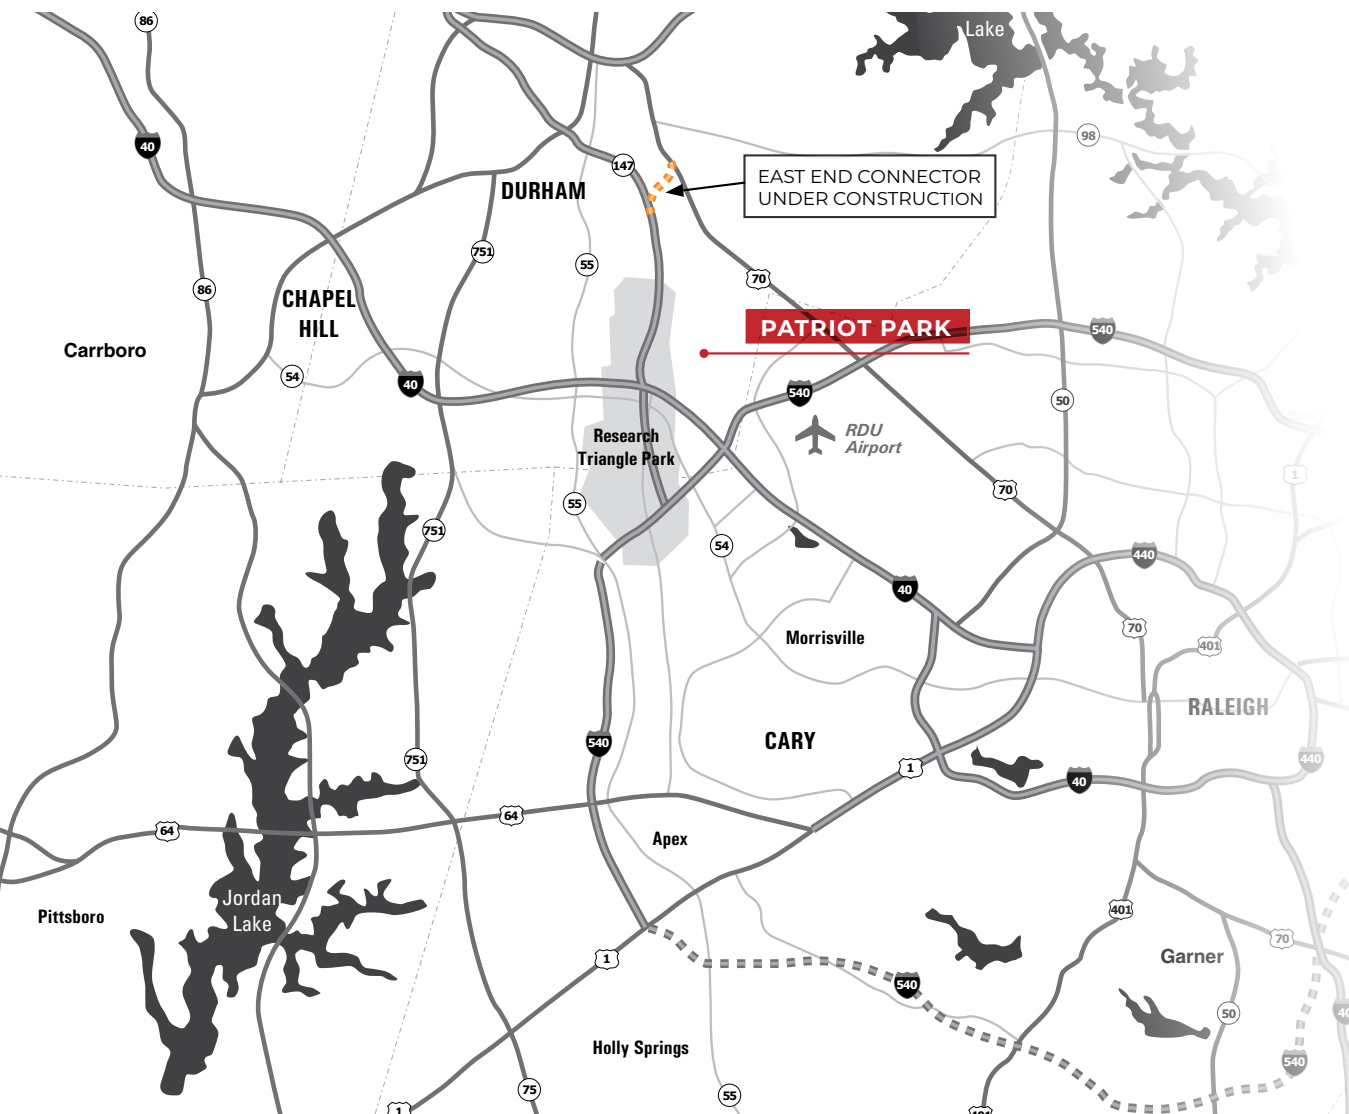 86
Lake
40
98
147
EAST END CONNECTOR
UNDER CONSTRUCTION
DURHAM
751
55
70
86
CHAPEL
HILL
PATRIOT PARK
540
Carrboro
54
40
540
50
RDU
Airport
Research
Triangle Park
1
70
55
751
54
440
40
70
Morrisville
401
RALEIGH
CARY
540
751
1
440
40
64
64
Apex
Jordan
Lake
Pittsboro
401
70
Garner
1
540
50
40
Holly Springs
540
75
55
1
401